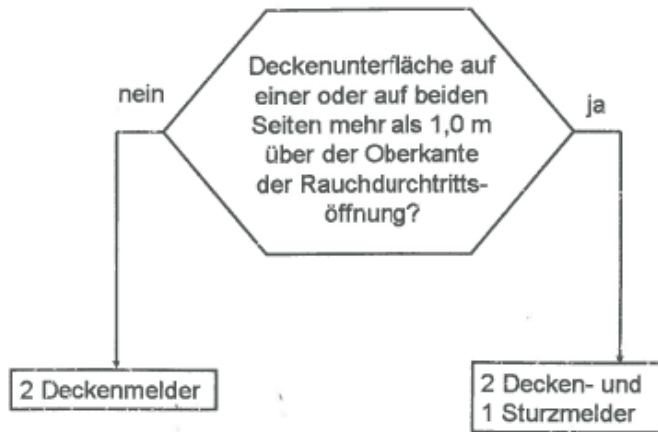 Deckenunterfläche auf
einer oder auf beiden
Seiten mehr als 1,0 m
über der Oberkante
der Rauchdurchtritts-
öffnung?
nein
ja
2 Deckenmelder
2 Decken- und
1 Sturzmelder